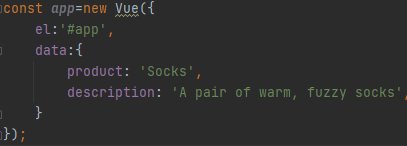 const app=new Vue({
el:'#app',
data:{
product: 'Socks',
description: 'A pair of warm, fuzzy socks',
}
});